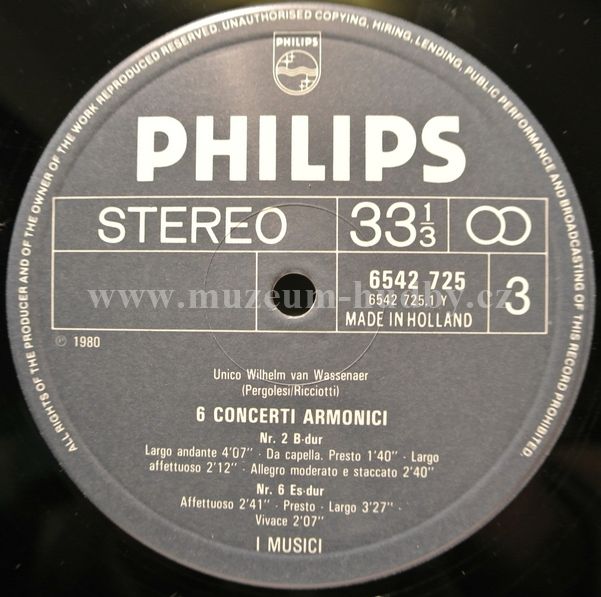 ALL RIGHTS OF THE PRODUCER AND OF THE OWNER OF THE WORK REPRODUCED RESERVED. UNAUTHORISED COPYING, HIRING, LENDING, PUBLIC PERFORMANCE AND BROADCASTING OF THIS RECORD PROHIBITED.
PHILIPS
PHILIPS
STEREO 33 1/3
6542 725
6542 725.1 Y
MADE IN HOLLAND
3
www.muzeum-hudby.cz
℗ 1980
Unico Wilhelm van Wassenaer
(Pergolesi/Ricciotti)
6 CONCERTI ARMONICI
Nr. 2 B-dur
Largo andante 4'07" · Da capella. Presto 1'40" · Largo
affettuoso 2'12" · Allegro moderato e staccato 2'40"
Nr. 6 Es-dur
Affettuoso 2'41" · Presto · Largo 3'27" ·
Vivace 2'07"
I MUSICI